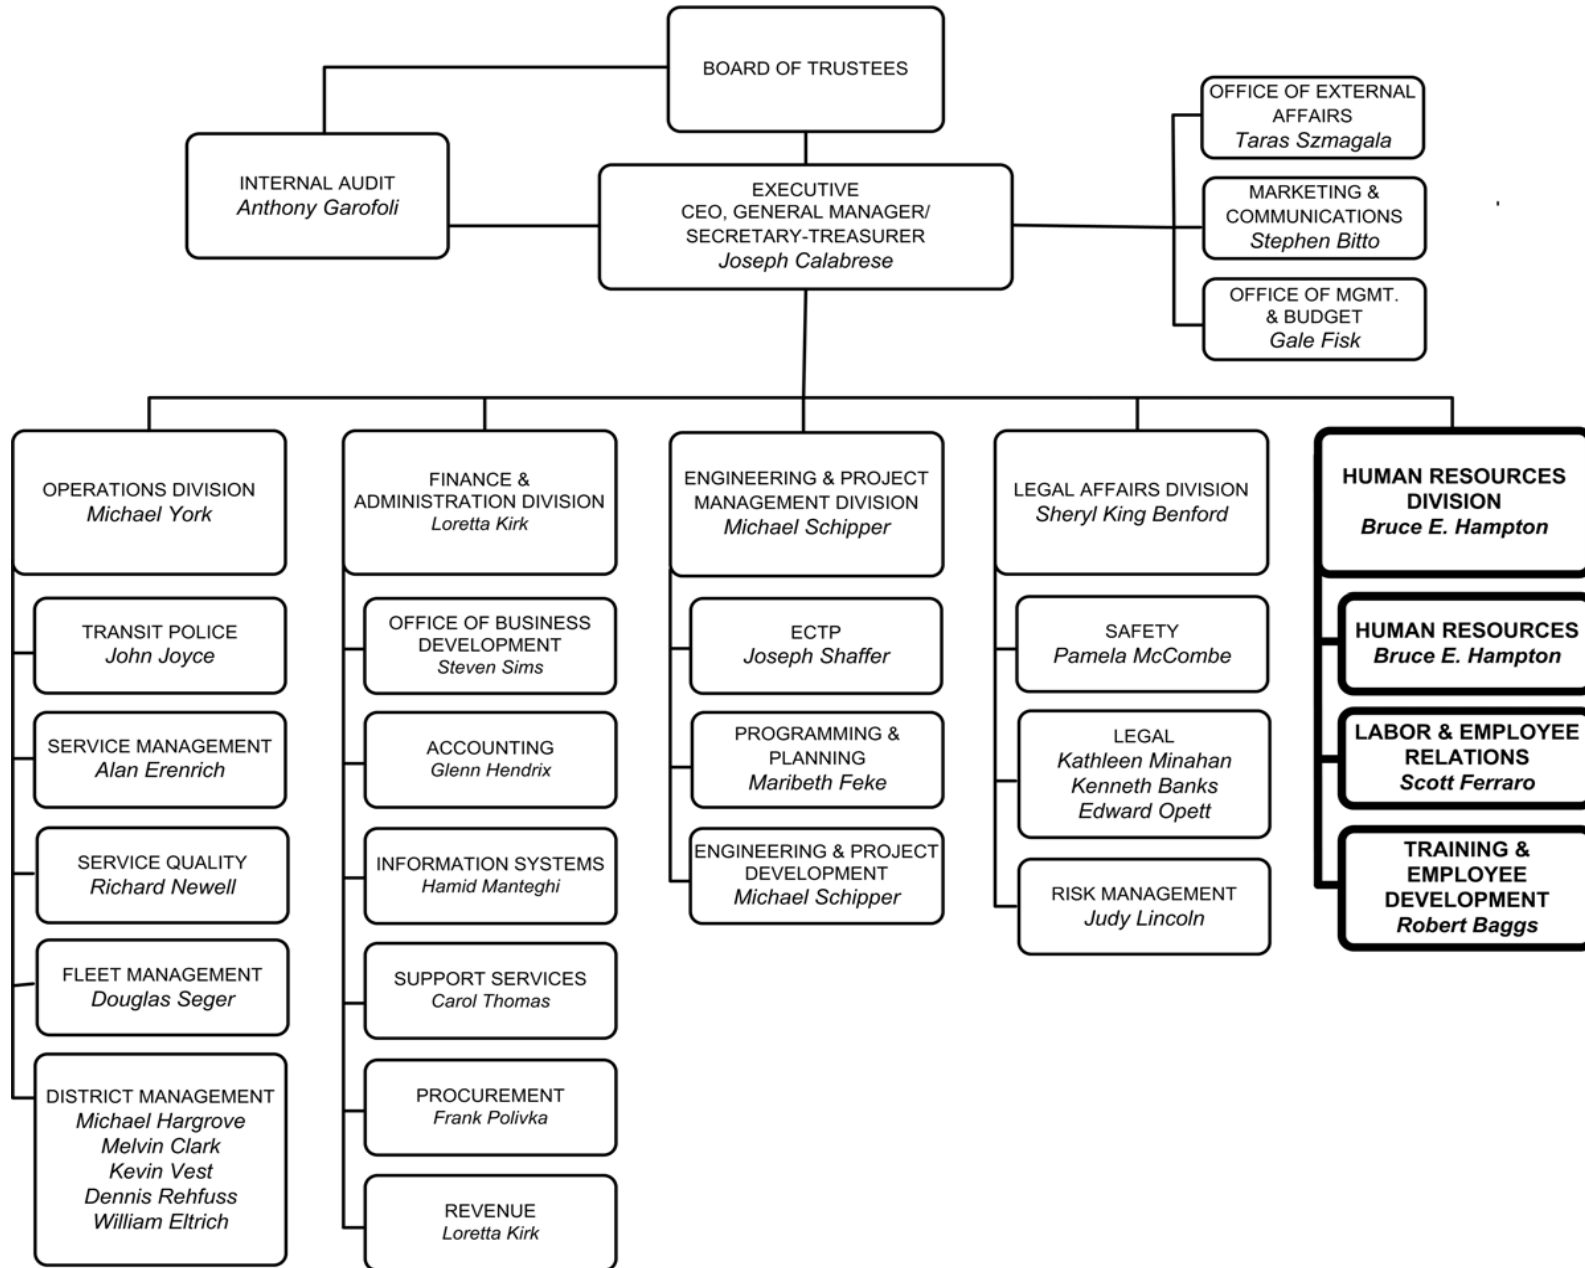 BOARD OF TRUSTEES
INTERNAL AUDIT
Anthony Garofoli
EXECUTIVE
CEO, GENERAL MANAGER/
SECRETARY-TREASURER
Joseph Calabrese
OFFICE OF EXTERNAL
AFFAIRS
Taras Szmagala
MARKETING &
COMMUNICATIONS
Stephen Bitto
OFFICE OF MGMT.
& BUDGET
Gale Fisk
OPERATIONS DIVISION
Michael York
TRANSIT POLICE
John Joyce
SERVICE MANAGEMENT
Alan Erenrich
SERVICE QUALITY
Richard Newell
FLEET MANAGEMENT
Douglas Seger
DISTRICT MANAGEMENT
Michael Hargrove
Melvin Clark
Kevin Vest
Dennis Rehfuss
William Eltrich
FINANCE &
ADMINISTRATION DIVISION
Loretta Kirk
OFFICE OF BUSINESS
DEVELOPMENT
Steven Sims
ACCOUNTING
Glenn Hendrix
INFORMATION SYSTEMS
Hamid Manteghi
SUPPORT SERVICES
Carol Thomas
PROCUREMENT
Frank Polivka
REVENUE
Loretta Kirk
ENGINEERING & PROJECT
MANAGEMENT DIVISION
Michael Schipper
ECTP
Joseph Shaffer
PROGRAMMING &
PLANNING
Maribeth Feke
ENGINEERING & PROJECT
DEVELOPMENT
Michael Schipper
LEGAL AFFAIRS DIVISION
Sheryl King Benford
SAFETY
Pamela McCombe
LEGAL
Kathleen Minahan
Kenneth Banks
Edward Opett
RISK MANAGEMENT
Judy Lincoln
HUMAN RESOURCES
DIVISION
Bruce E. Hampton
HUMAN RESOURCES
Bruce E. Hampton
LABOR & EMPLOYEE
RELATIONS
Scott Ferraro
TRAINING &
EMPLOYEE
DEVELOPMENT
Robert Baggs